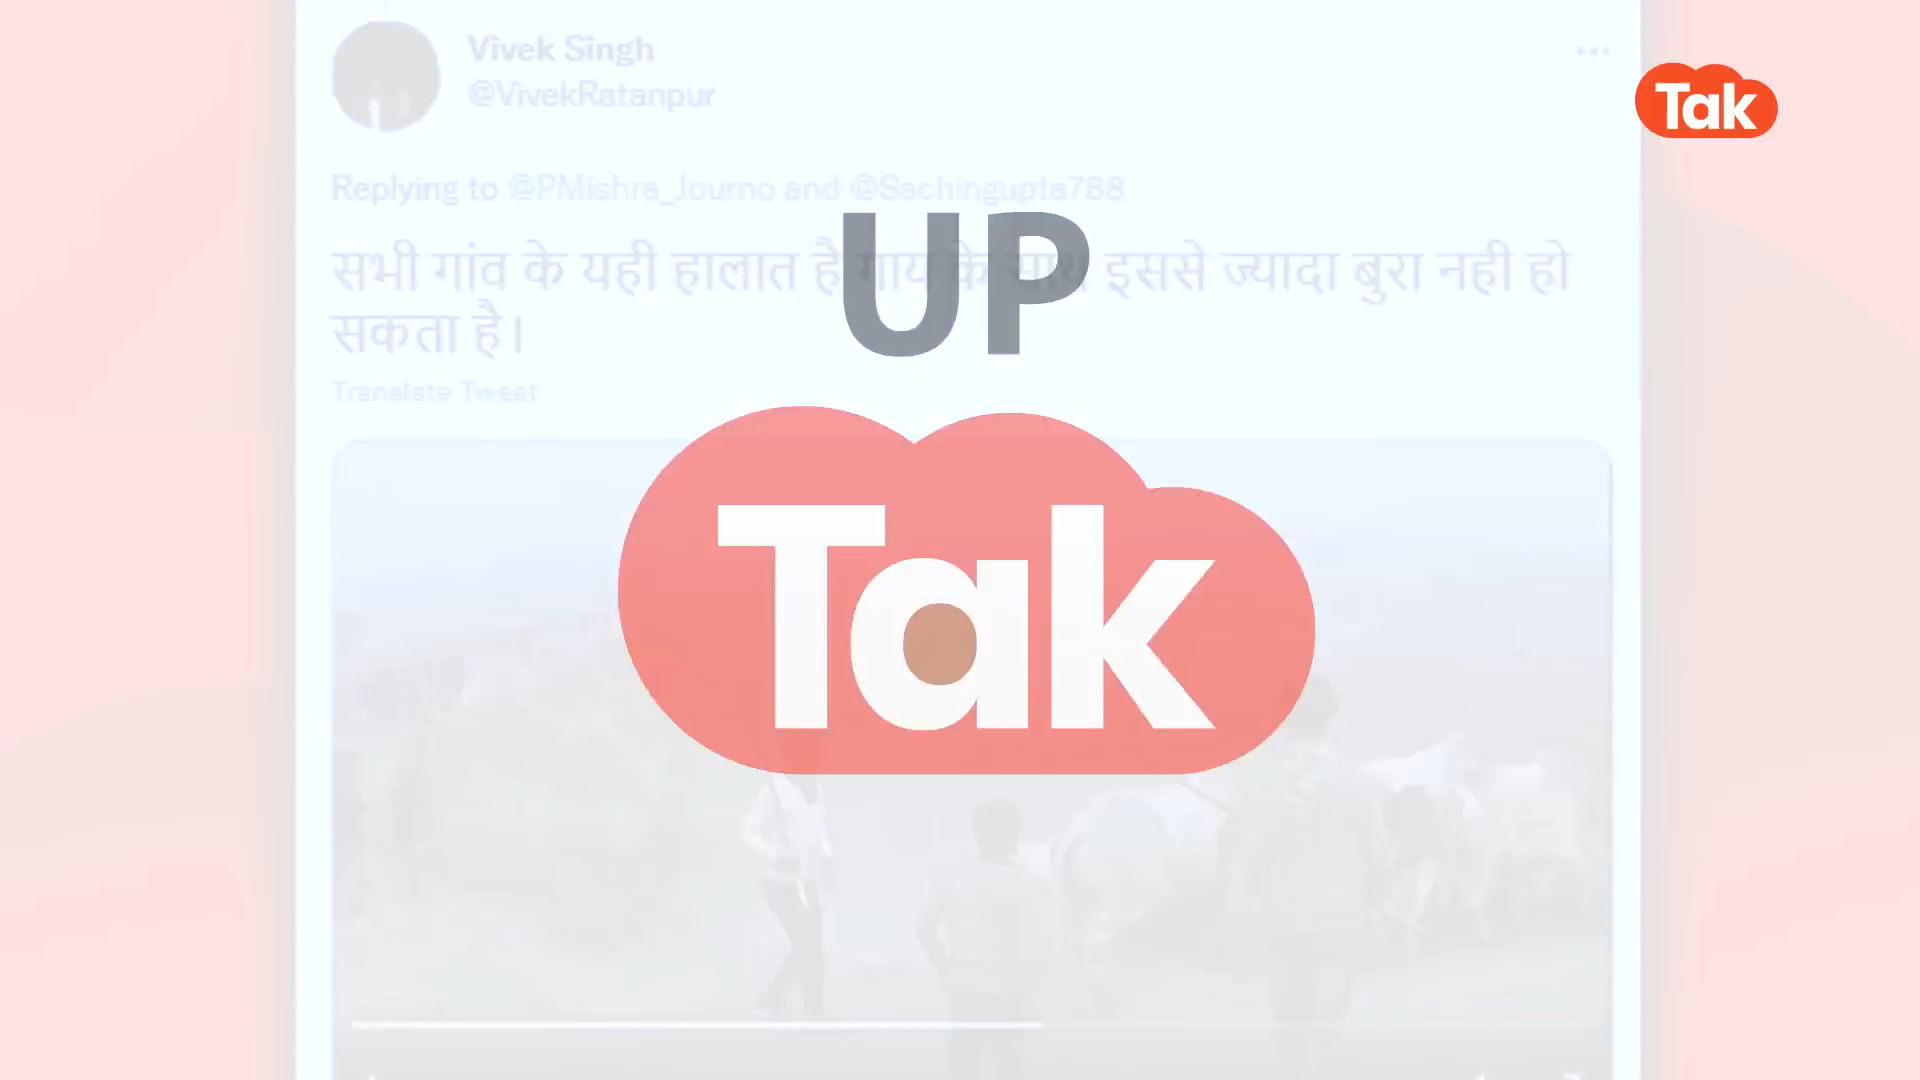 Vivek Singh
@VivekRatanpur
Tak
Replying to @PMishra_Journo and @Sachingupta788
UP
सभी गांव के यही हालात है गाय के साथ इससे ज्यादा बुरा नही हो
सकता है।
Translate Tweet
Tak